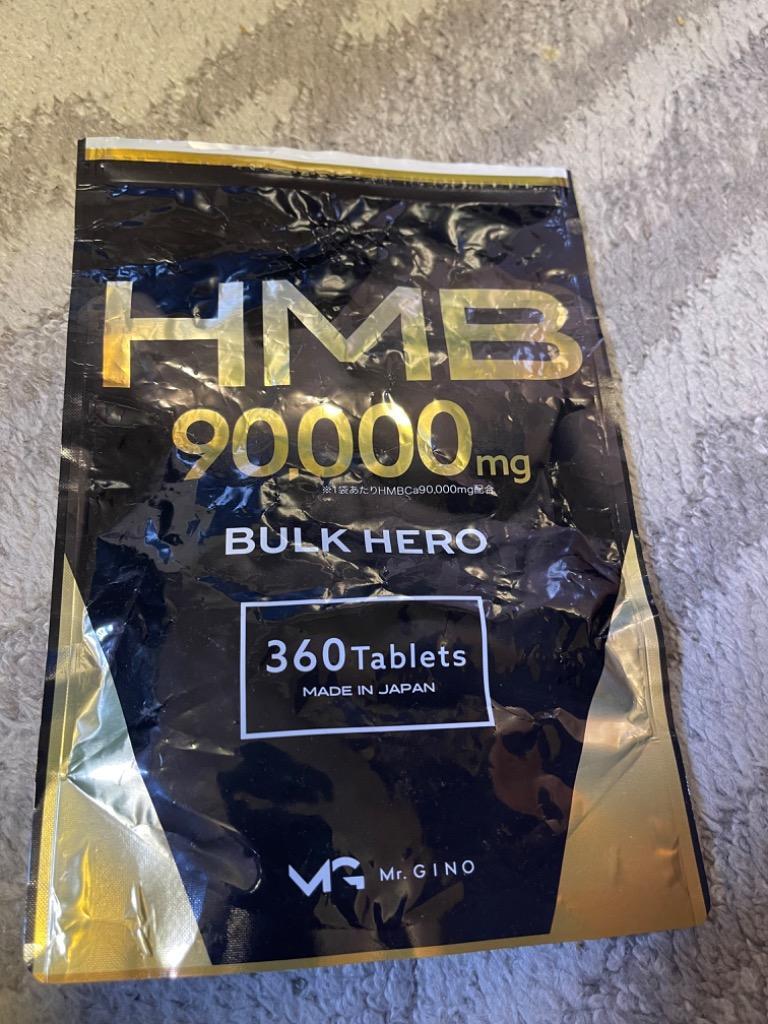 HMB
90,000mg
※1袋あたりHMBCa90,000mg配合
BULK HERO
360Tablets
MADE IN JAPAN
MG Mr. GINO